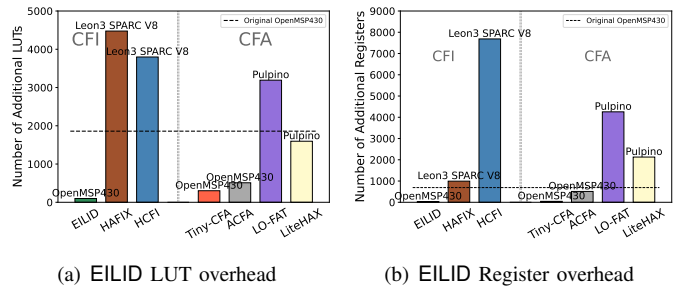 5000
4000
3000
2000
1000
0
Number of Additional LUTs
CFI
CFA
Original OpenMSP430
OpenMSP430
Leon3 SPARC V8
Leon3 SPARC V8
OpenMSP430
OpenMSP430
Pulpino
Pulpino
EILID
HAFIX
HCFI
Tiny-CFA
ACFA
LO-FAT
LiteHAX
(a) EILID LUT overhead
9000
8000
7000
6000
5000
4000
3000
2000
1000
0
Number of Additional Registers
CFI
CFA
Original OpenMSP430
OpenMSP430
Leon3 SPARC V8
Leon3 SPARC V8
OpenMSP430
OpenMSP430
Pulpino
Pulpino
EILID
HAFIX
HCFI
Tiny-CFA
ACFA
LO-FAT
LiteHAX
(b) EILID Register overhead